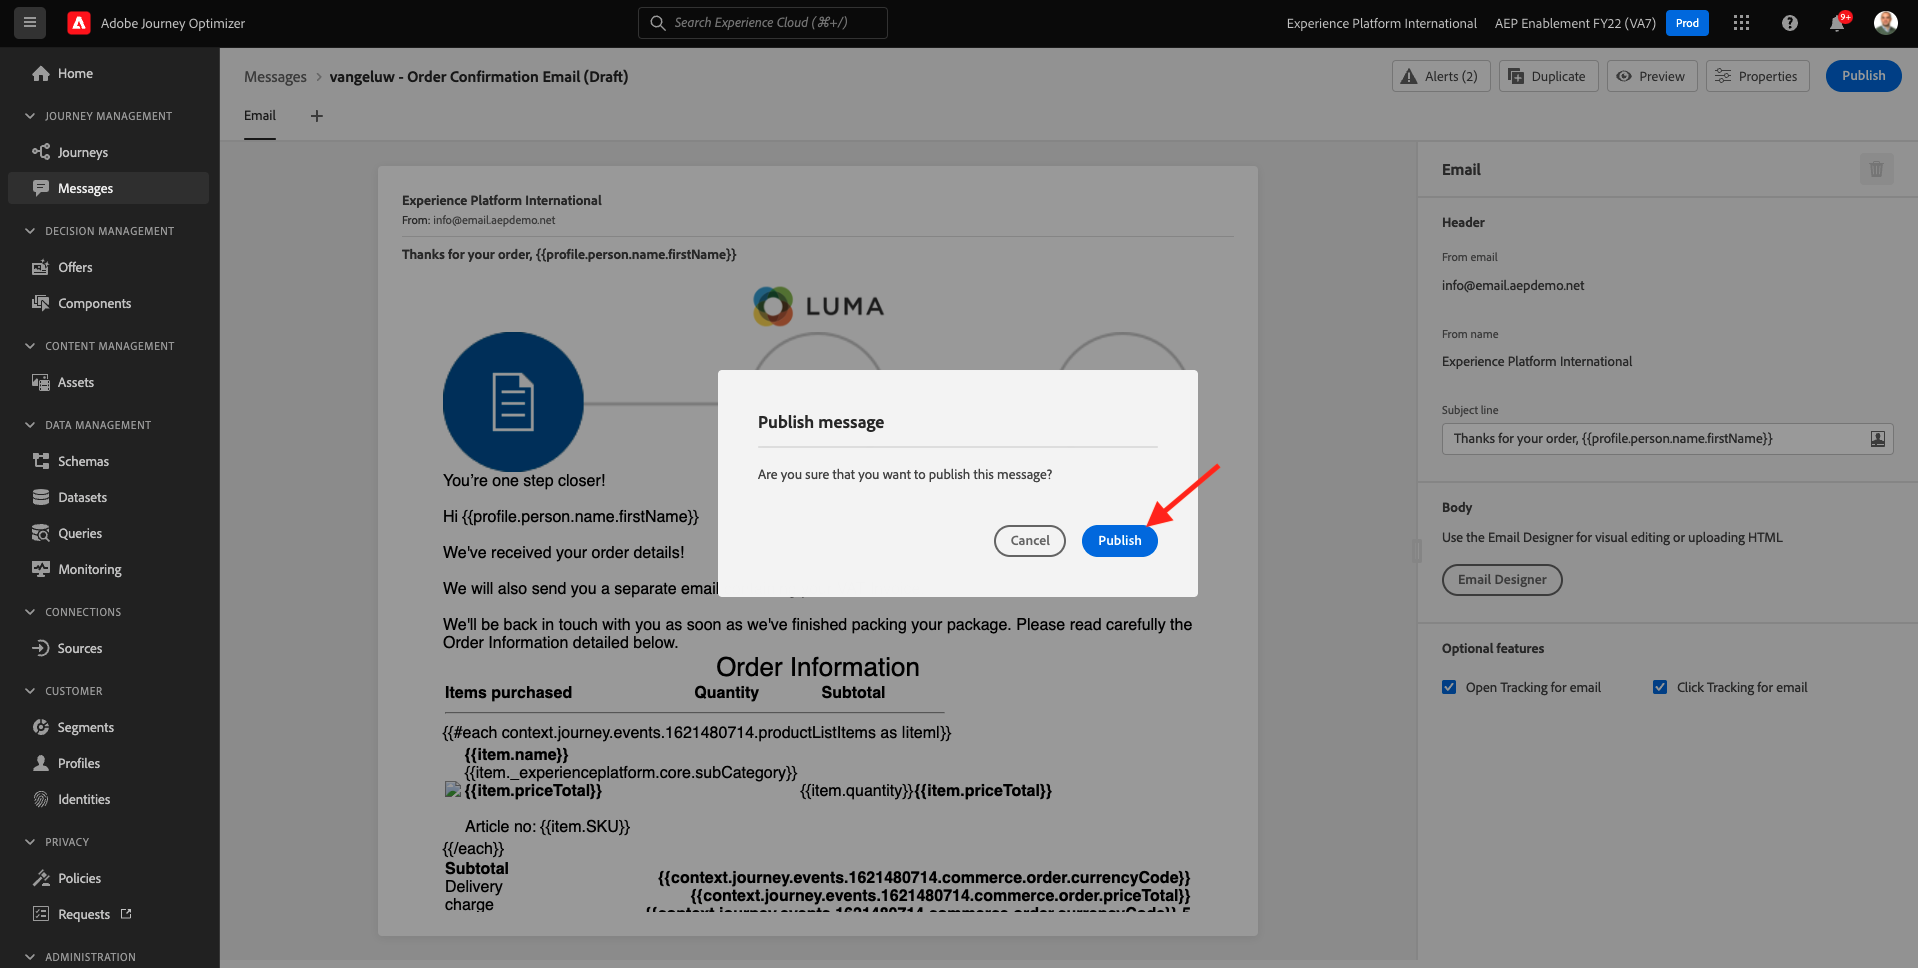 Adobe Journey Optimizer
Search Experience Cloud (⌘+/)
Experience Platform International
AEP Enablement FY22 (VA7)
Prod
9+
Home
JOURNEY MANAGEMENT
Journeys
Messages
DECISION MANAGEMENT
Offers
Components
CONTENT MANAGEMENT
Assets
DATA MANAGEMENT
Schemas
Datasets
Queries
Monitoring
CONNECTIONS
Sources
CUSTOMER
Segments
Profiles
Identities
PRIVACY
Policies
Requests
ADMINISTRATION
Messages > vangeluw - Order Confirmation Email (Draft)
Alerts (2)
Duplicate
Preview
Properties
Publish
Email
Experience Platform International
From: info@email.aepdemo.net
Thanks for your order, {{profile.person.name.firstName}}
LUMA
You're one step closer!
Hi {{profile.person.name.firstName}}
We've received your order details!
We will also send you a separate email
We'll be back in touch with you as soon as we've finished packing your package. Please read carefully the
Order Information detailed below.
Order Information
Items purchased Quantity Subtotal
{{#each context.journey.events.1621480714.productListItems as |item|}}
{{item.name}}
{{item._experienceplatform.core.subCategory}}
{{item.priceTotal}} {{item.quantity}} {{item.priceTotal}}
Article no: {{item.SKU}}
{{/each}}
Subtotal
Delivery
charge
{{context.journey.events.1621480714.commerce.order.currencyCode}}
{{context.journey.events.1621480714.commerce.order.priceTotal}}
{{context.journey.events.1621480714.commerce.order.currencyCode}} 5
Publish message
Are you sure that you want to publish this message?
Cancel
Publish
Email
Header
From email
info@email.aepdemo.net
From name
Experience Platform International
Subject line
Thanks for your order, {{profile.person.name.firstName}}
Body
Use the Email Designer for visual editing or uploading HTML
Email Designer
Optional features
Open Tracking for email
Click Tracking for email